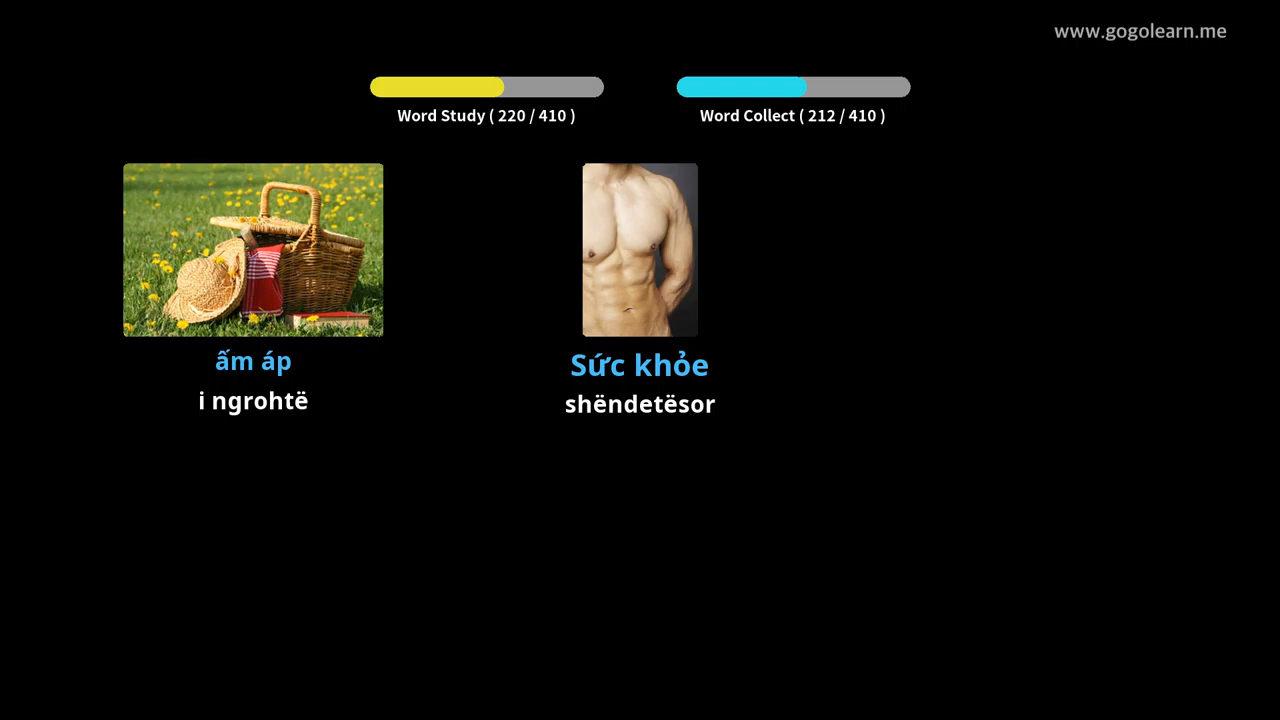 www.gogolearn.me
Word Study ( 220 / 410 )
Word Collect ( 212 / 410 )
ấm áp
i ngrohtë
Sức khỏe
shëndetësor